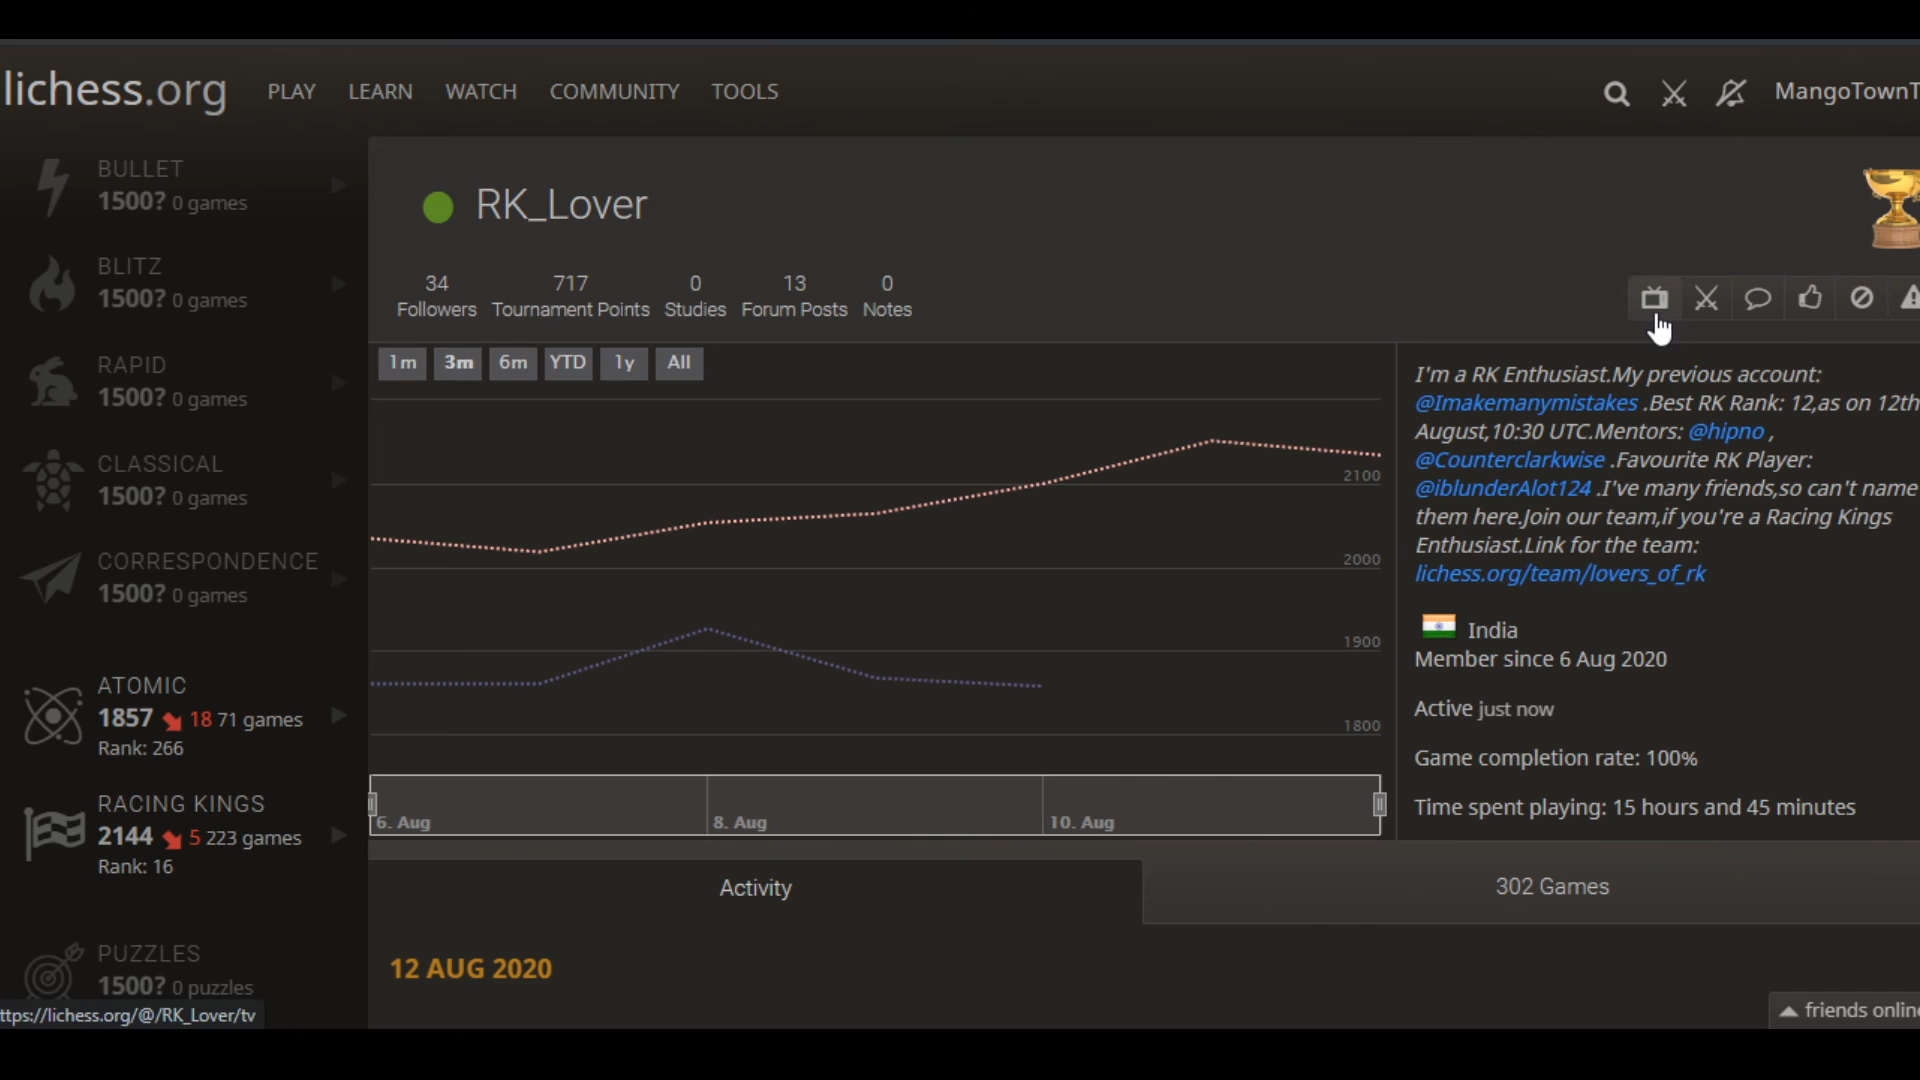 lichess.org PLAY LEARN WATCH COMMUNITY TOOLS MangoTownT
BULLET
1500? 0 games
BLITZ
1500? 0 games
RAPID
1500? 0 games
CLASSICAL
1500? 0 games
CORRESPONDENCE
1500? 0 games
ATOMIC
1857 18 71 games
Rank: 266
RACING KINGS
2144 5 223 games
Rank: 16
PUZZLES
1500? 0 puzzles
ttps://lichess.org/@/RK_Lover/tv
RK_Lover
34 717 0 13 0
Followers Tournament Points Studies Forum Posts Notes
1m 3m 6m YTD 1y All
2100
2000
1900
1800
6. Aug 8. Aug 10. Aug
I'm a RK Enthusiast.My previous account:
@Imakemanymistakes .Best RK Rank: 12,as on 12th
August,10:30 UTC.Mentors: @hipno ,
@Counterclarkwise .Favourite RK Player:
@iblunderAlot124 .I've many friends,so can't name
them here.Join our team,if you're a Racing Kings
Enthusiast.Link for the team:
lichess.org/team/lovers_of_rk
India
Member since 6 Aug 2020
Active just now
Game completion rate: 100%
Time spent playing: 15 hours and 45 minutes
Activity 302 Games
12 AUG 2020
friends online